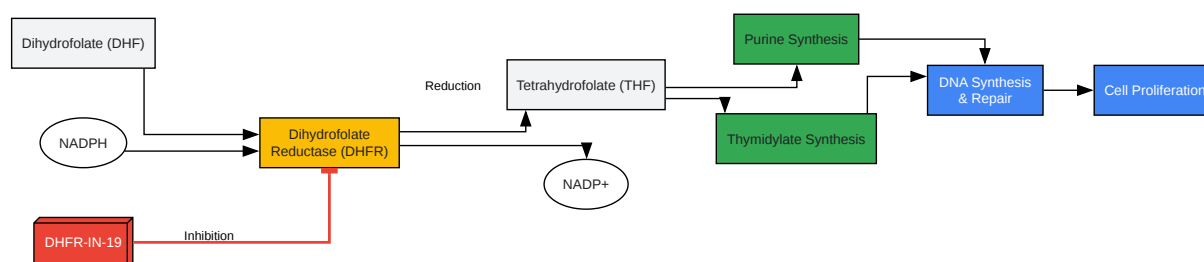 Dihydrofolate (DHF)
NADPH
DHFR-IN-19
Inhibition
Dihydrofolate
Reductase (DHFR)
Reduction
Tetrahydrofolate (THF)
NADP+
Purine Synthesis
Thymidylate Synthesis
DNA Synthesis
& Repair
Cell Proliferation